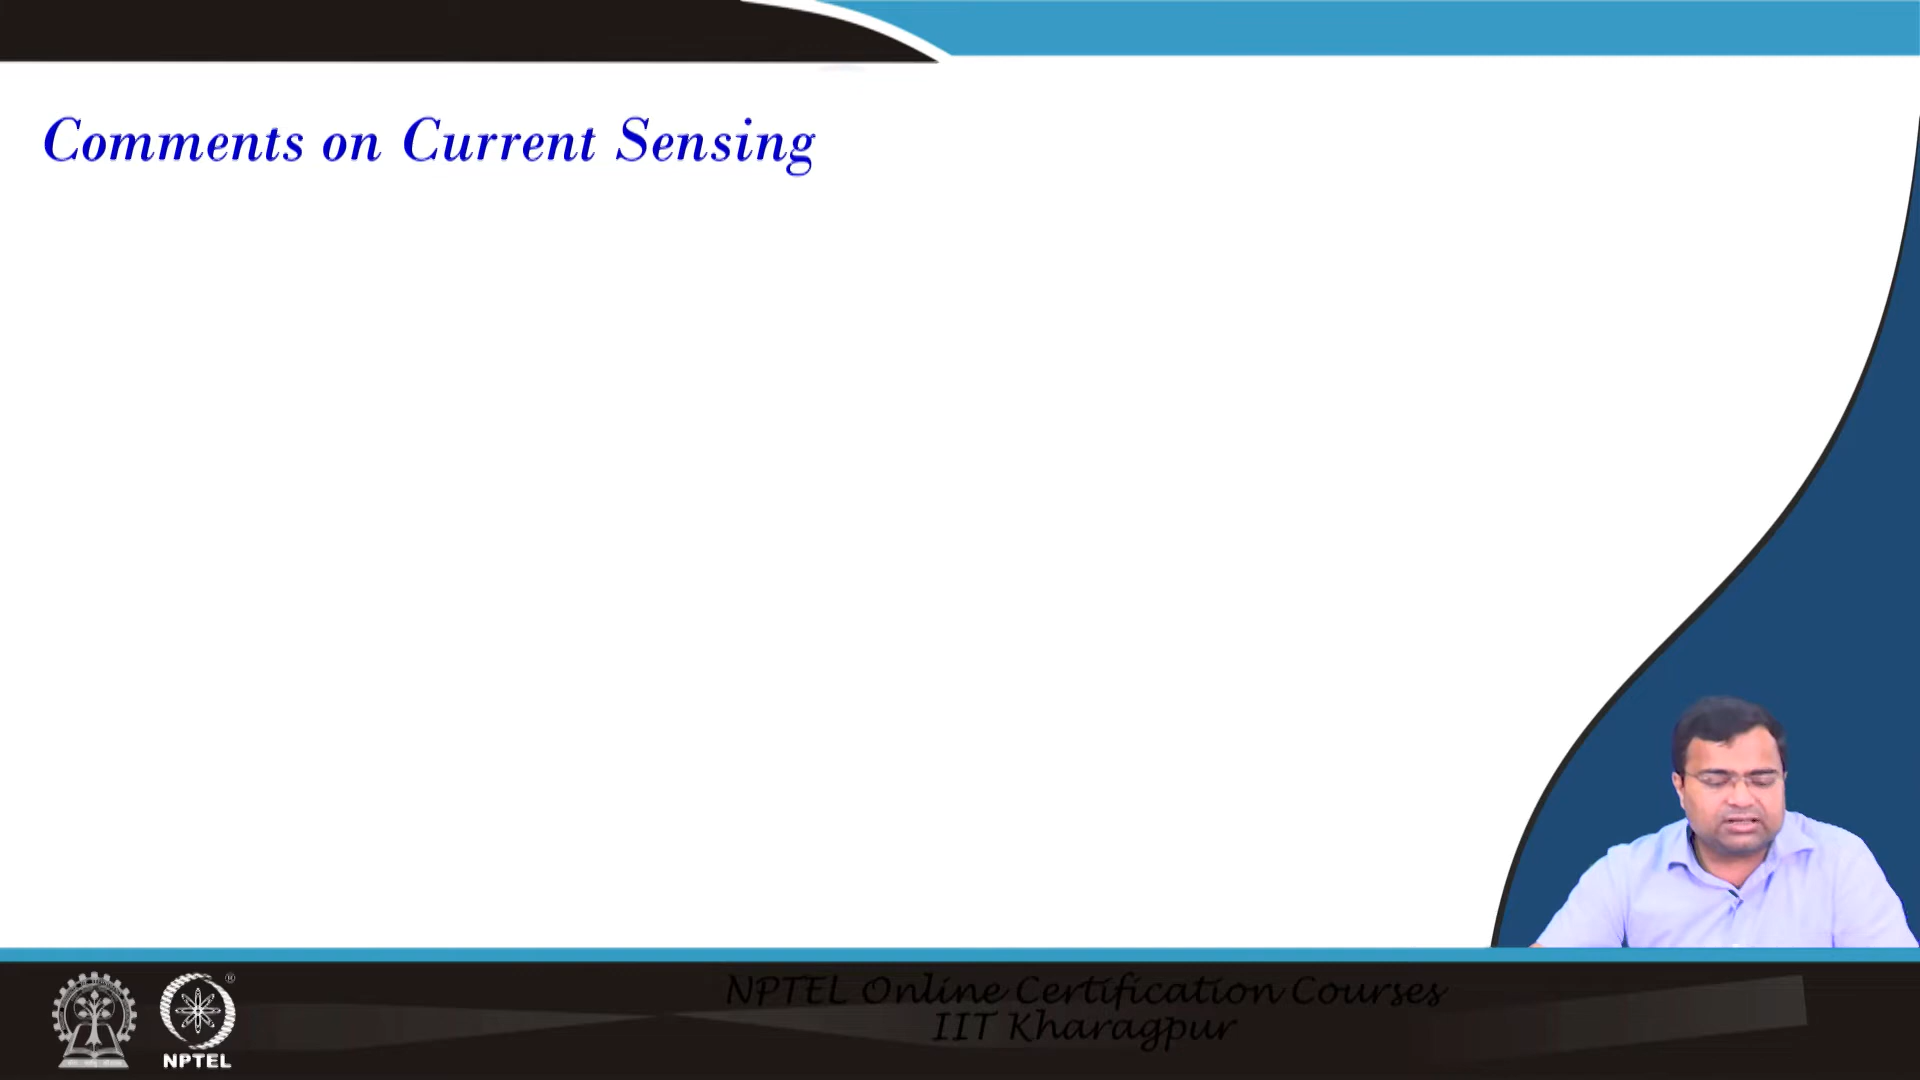 Comments on Current Sensing
NPTEL Online Certification Courses
IIT Kharagpur
®
NPTEL